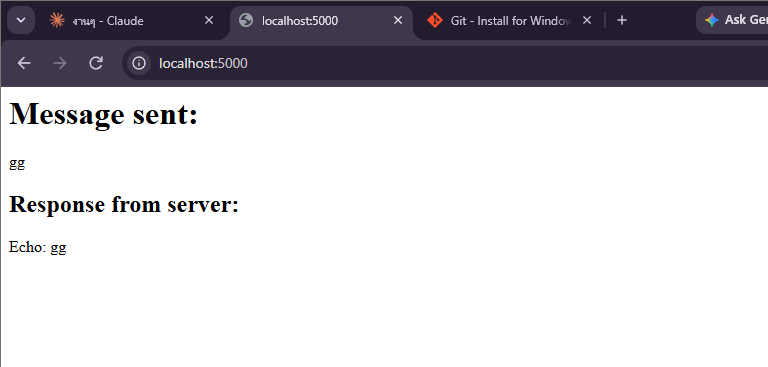 งานๆ - Claude
localhost:5000
Git - Install for Window
Ask Ge
localhost:5000
Message sent:
gg
Response from server:
Echo: gg